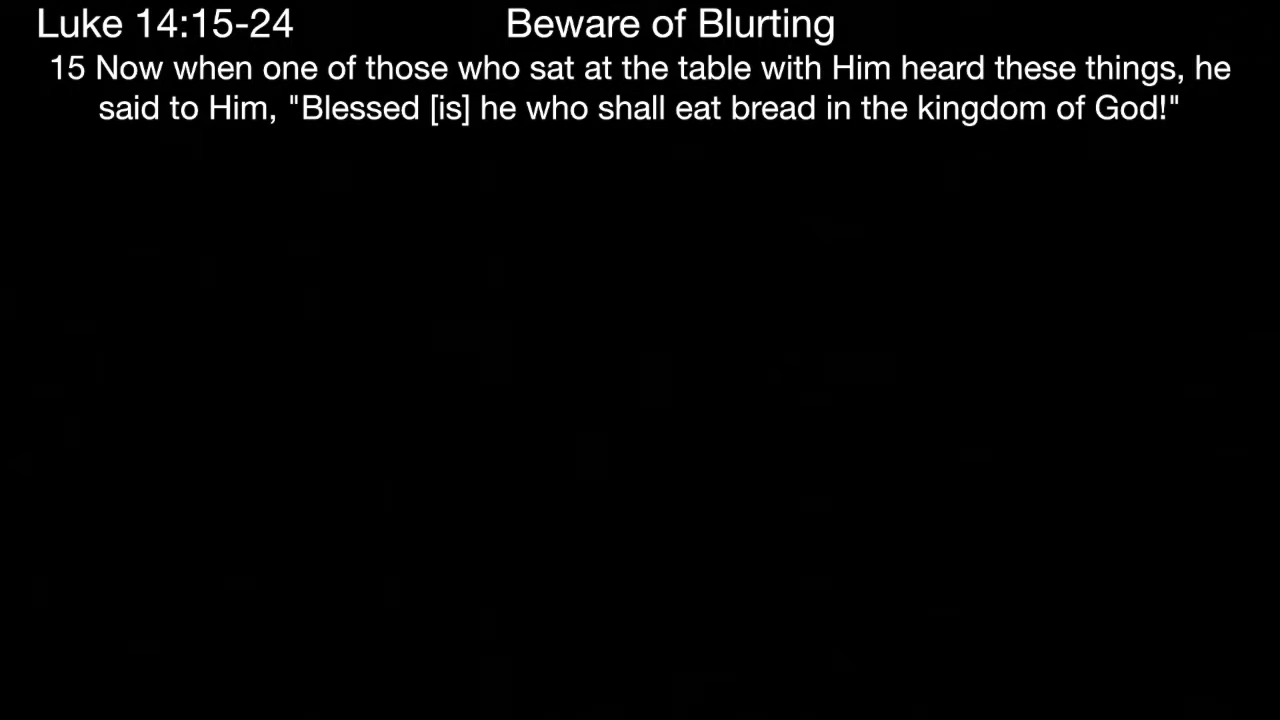 Luke 14:15-24 Beware of Blurting
15 Now when one of those who sat at the table with Him heard these things, he
said to Him, "Blessed [is] he who shall eat bread in the kingdom of God!"